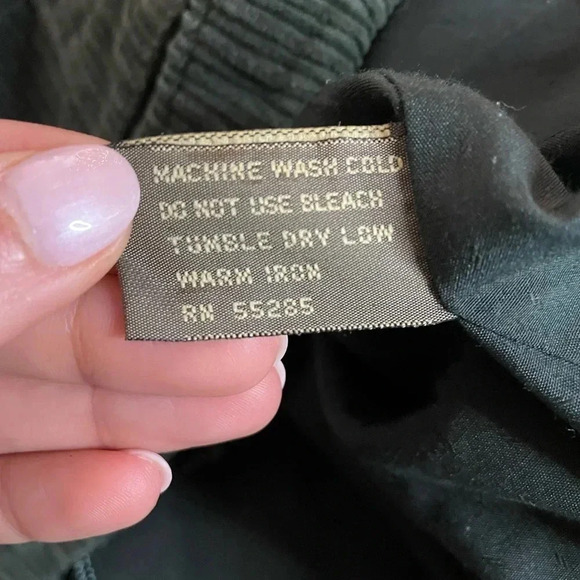 MACHINE WASH COLD
DO NOT USE BLEACH
TUMBLE DRY LOW
WARM IRON
RN 55285